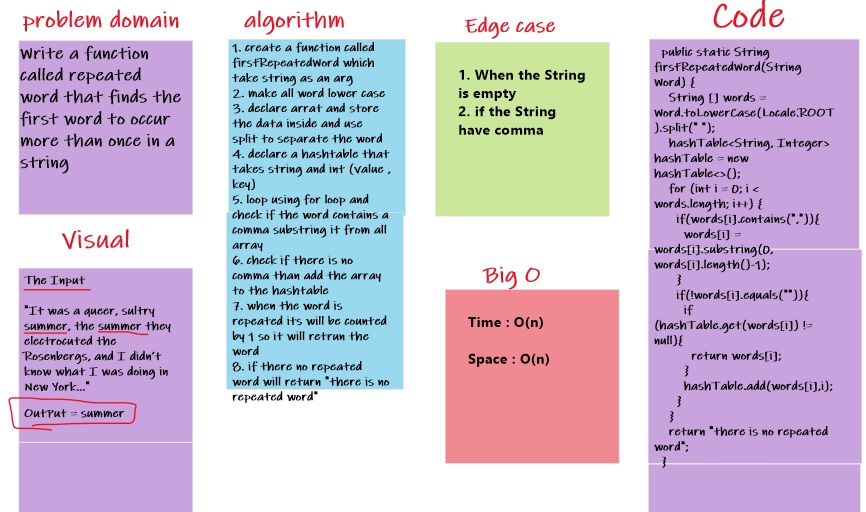 problem domain
Write a function
called repeated
word that finds the
first word to occur
more than once in a
string
Visual
The Input
"It was a queer, sultry
summer, the summer they
electrocuted the
Rosenbergs, and I didn't
know what I was doing in
New York..."
OutPut = summer
algorithm
1. create a function called
firstRepeatedWord which
take string as an arg
2. make all word lower case
3. declare arrat and store
the data inside and use
split to separate the word
4. declare a hashtable that
takes string and int (value ,
key)
5. loop using for loop and
check if the word contains a
comma substring it from all
array
6. check if there is no
comma than add the array
to the hashtable
7. when the word is
repeated its will be counted
by 1 so it will retrun the
word
8. if there no repeated
word will return "there is no
repeated word"
Edge case
1. When the String
is empty
2. if the String
have comma
Big O
Time : O(n)
Space : O(n)
Code
public static String
firstRepeatedWord(String
Word) {
String [] words =
Word.toLowerCase(Locale.ROOT
).split(" ");
hashTable<String, Integer>
hashTable = new
hashTable<>();
for (int i = 0; i <
words.length; i++) {
if(words[i].contains(",")){
words[i] =
words[i].substring(0,
words[i].length()-1);
}
if(!words[i].equals("")){
if
(hashTable.get(words[i]) !=
null){
return words[i];
}
hashTable.add(words[i],i);
}
}
return "there is no repeated
word";
}